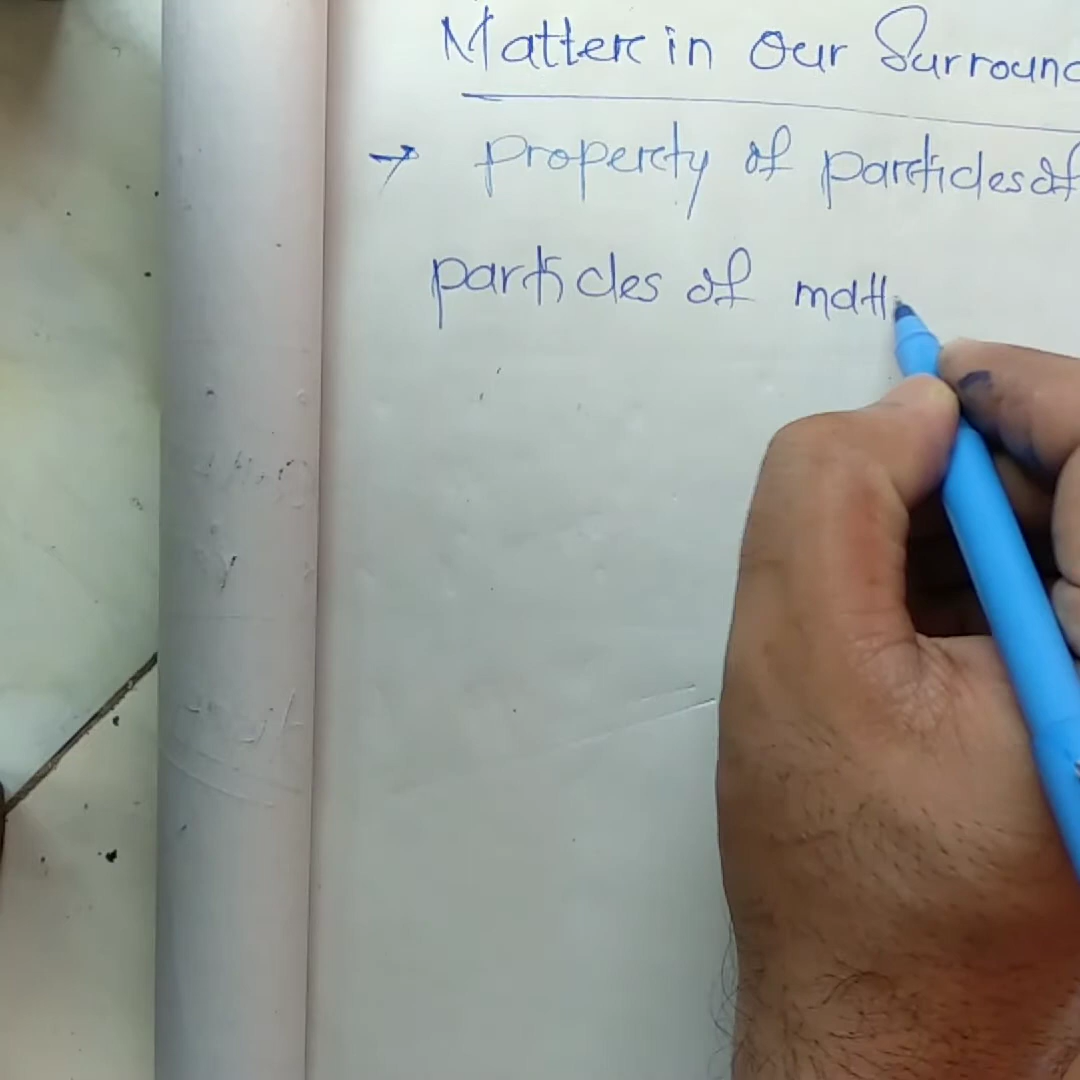 Matter in Our Surround
→ Property of particles of
particles of matt